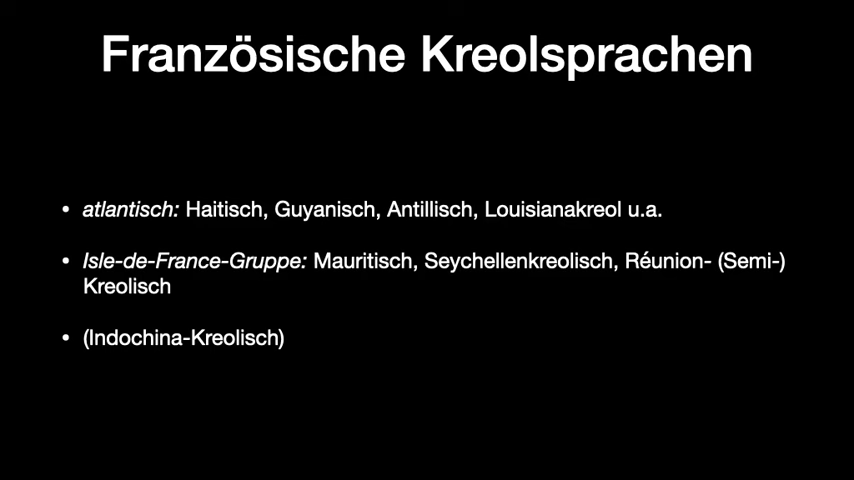 Französische Kreolsprachen
• atlantisch: Haitisch, Guyanisch, Antillisch, Louisianakreol u.a.
• Isle-de-France-Gruppe: Mauritisch, Seychellenkreolisch, Réunion- (Semi-)
Kreolisch
• (Indochina-Kreolisch)